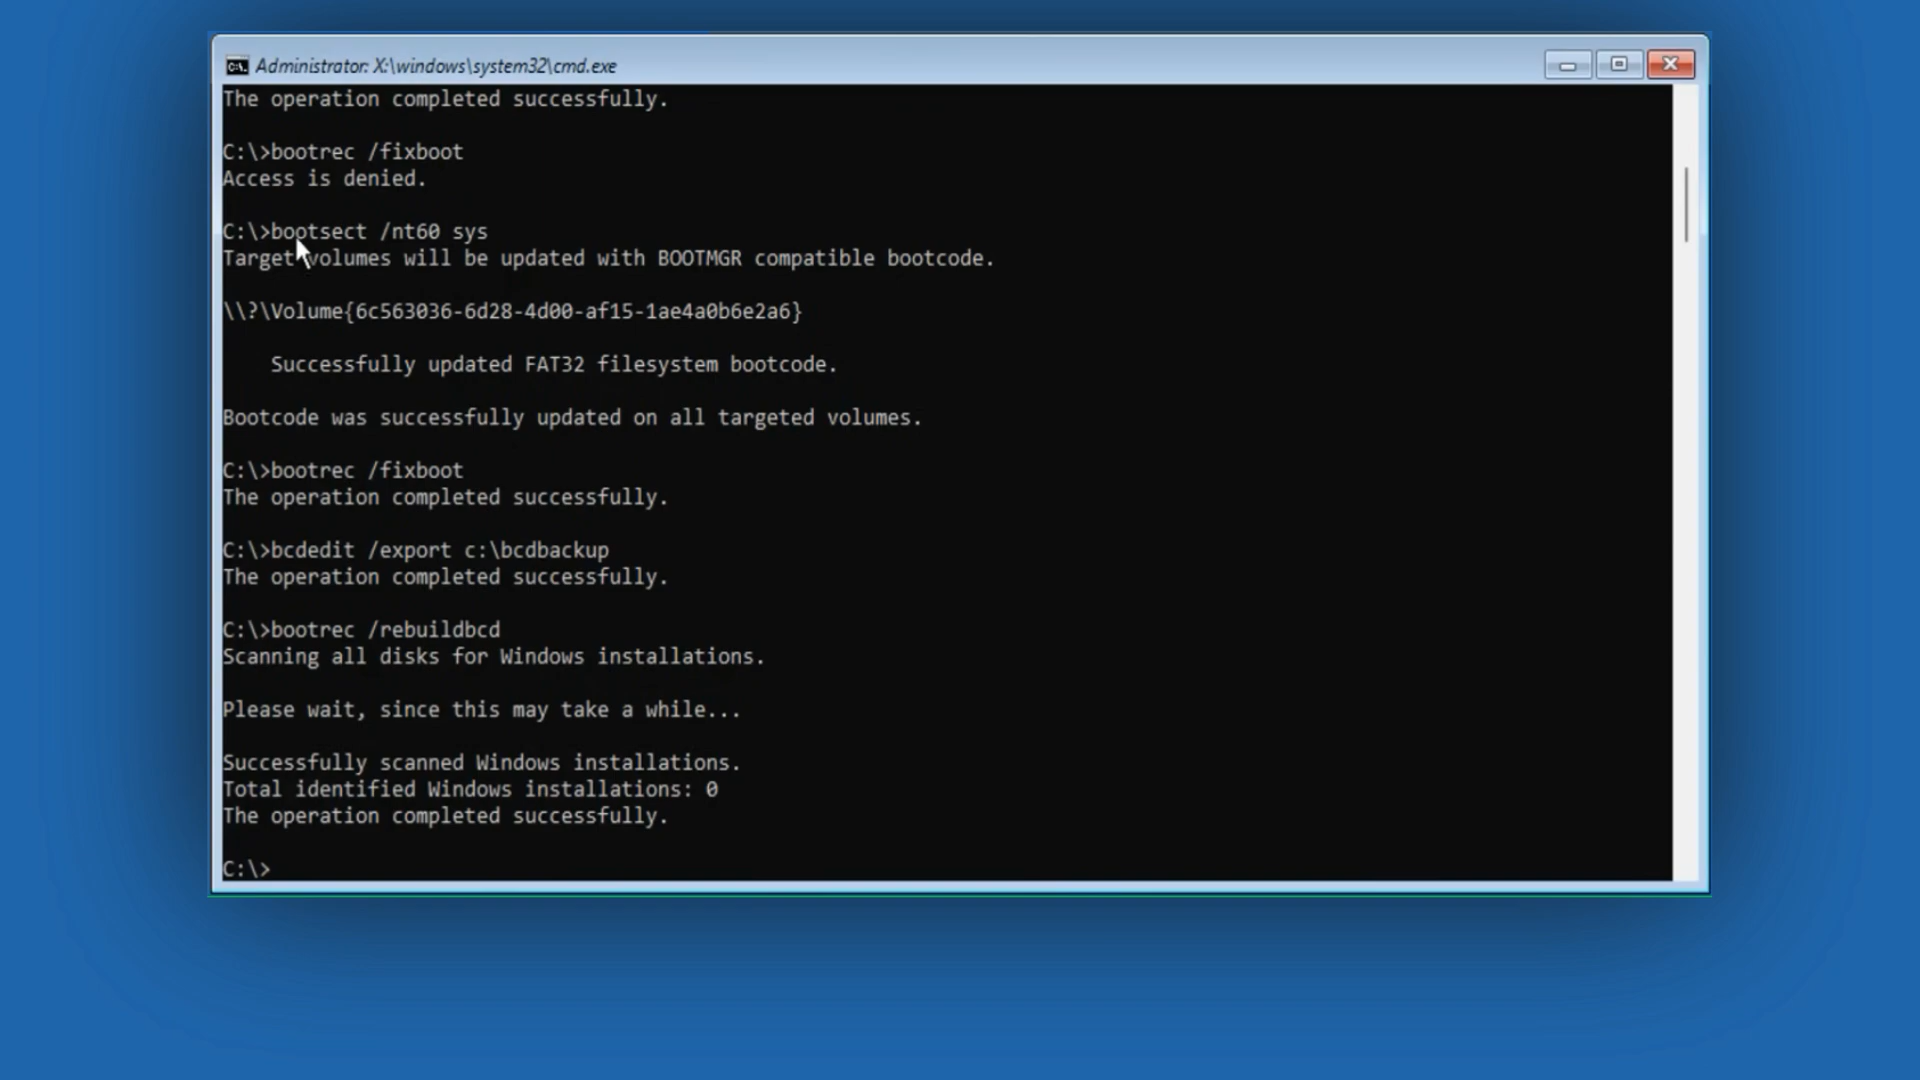 Administrator: X:\windows\system32\cmd.exe
The operation completed successfully.
C:\>bootrec /fixboot
Access is denied.
C:\>bootsect /nt60 sys
Target volumes will be updated with BOOTMGR compatible bootcode.
\\?\Volume{6c563036-6d28-4d00-af15-1ae4a0b6e2a6}
Successfully updated FAT32 filesystem bootcode.
Bootcode was successfully updated on all targeted volumes.
C:\>bootrec /fixboot
The operation completed successfully.
C:\>bcdedit /export c:\bcdbackup
The operation completed successfully.
C:\>bootrec /rebuildbcd
Scanning all disks for Windows installations.
Please wait, since this may take a while...
Successfully scanned Windows installations.
Total identified Windows installations: 0
The operation completed successfully.
C:\>